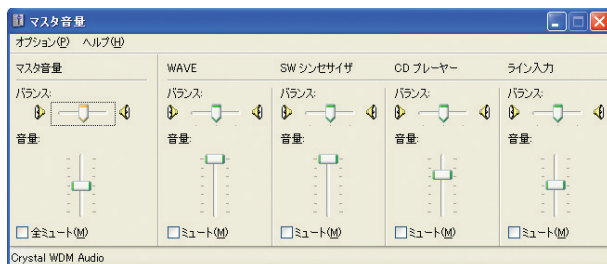 マスタ音量
オプション(P) ヘルプ(H)
マスタ音量 WAVE SW シンセサイザ CD プレーヤー ライン入力
バランス: バランス: バランス: バランス: バランス:
音量: 音量: 音量: 音量: 音量:
全ミュート(M) ミュート(M) ミュート(M) ミュート(M) ミュート(M)
Crystal WDM Audio